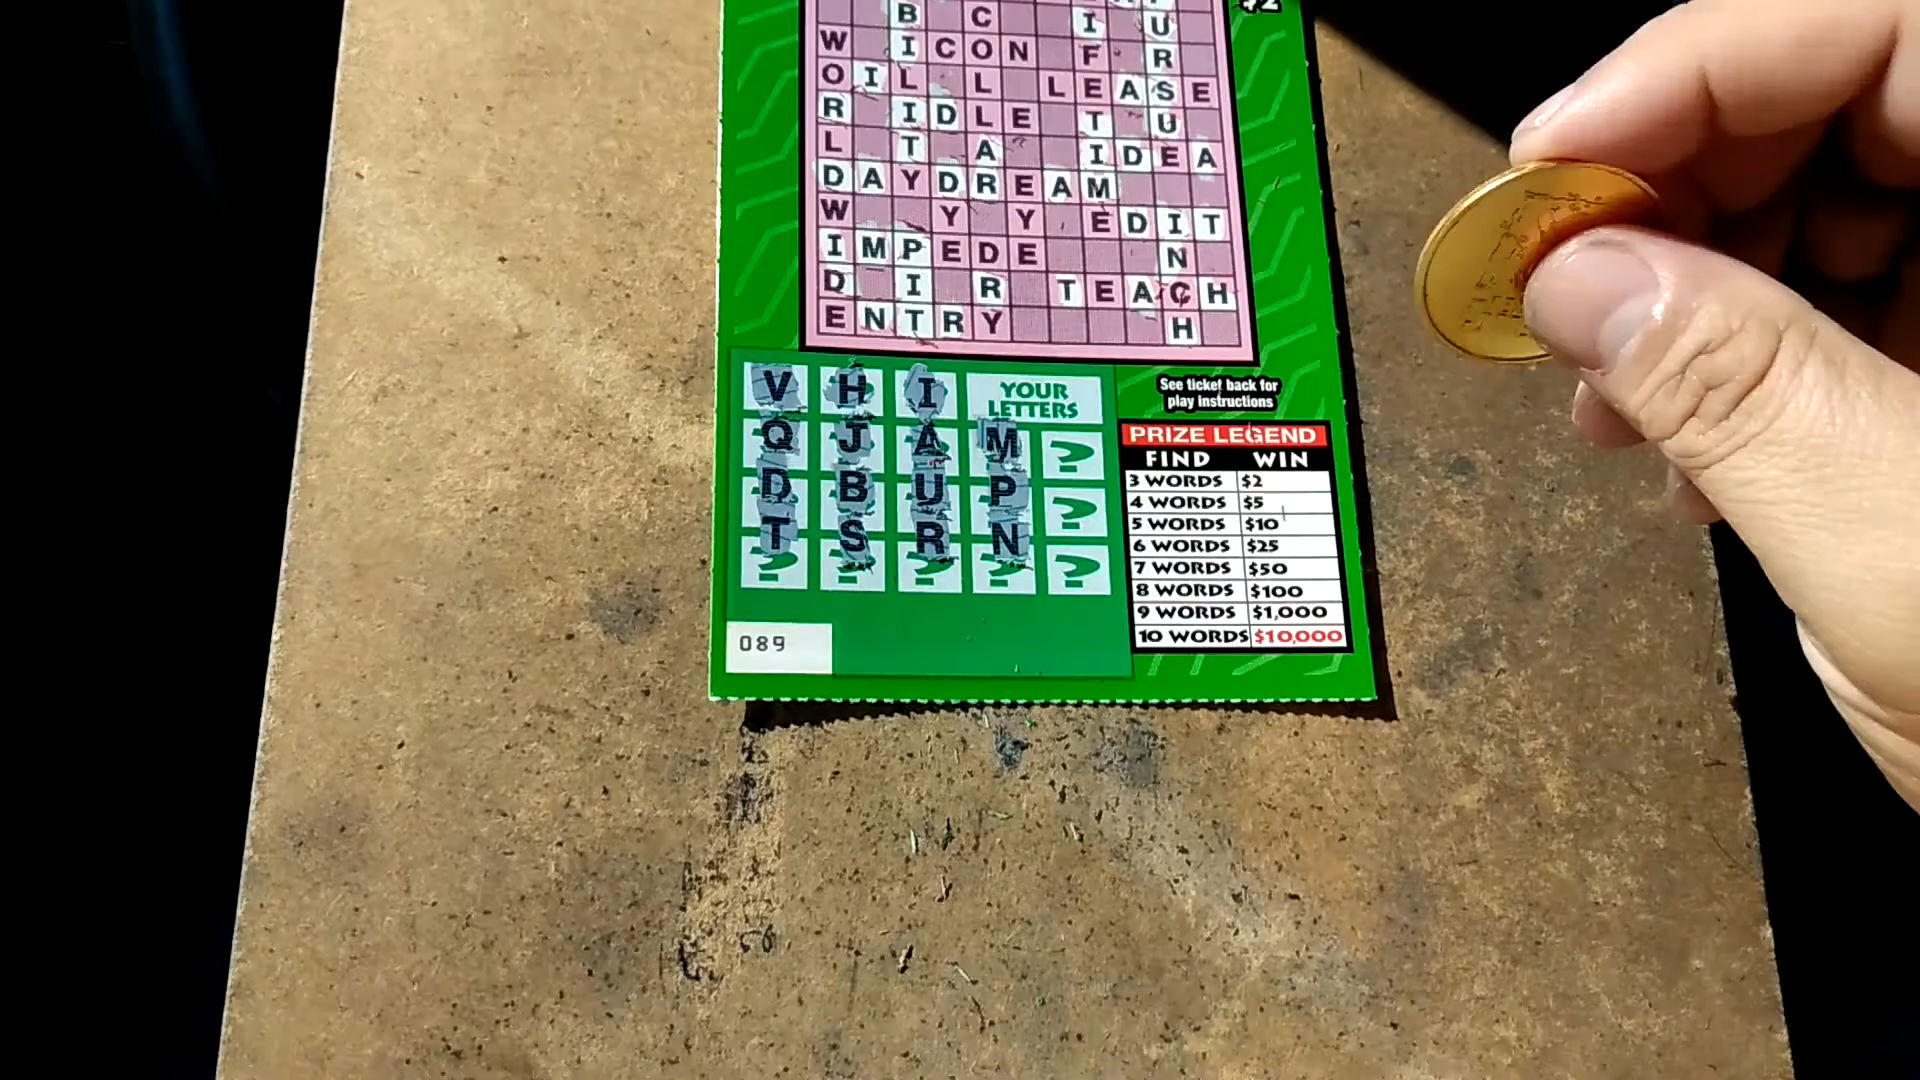 $2
B C I U
W I C O N F R
O I L L L E A S E
R I D L E T U
L T A I D E A
D A Y D R E A M
W Y Y E D I T
I M P E D E N
D I R T E A C H
E N T R Y H
V H I YOUR
LETTERS
Q J A M ?
D B U P ?
T S R N
? ? ? ? ?
089
See ticket back for
play instructions
PRIZE LEGEND
FIND WIN
3 WORDS $2
4 WORDS $5
5 WORDS $10
6 WORDS $25
7 WORDS $50
8 WORDS $100
9 WORDS $1,000
10 WORDS $10,000